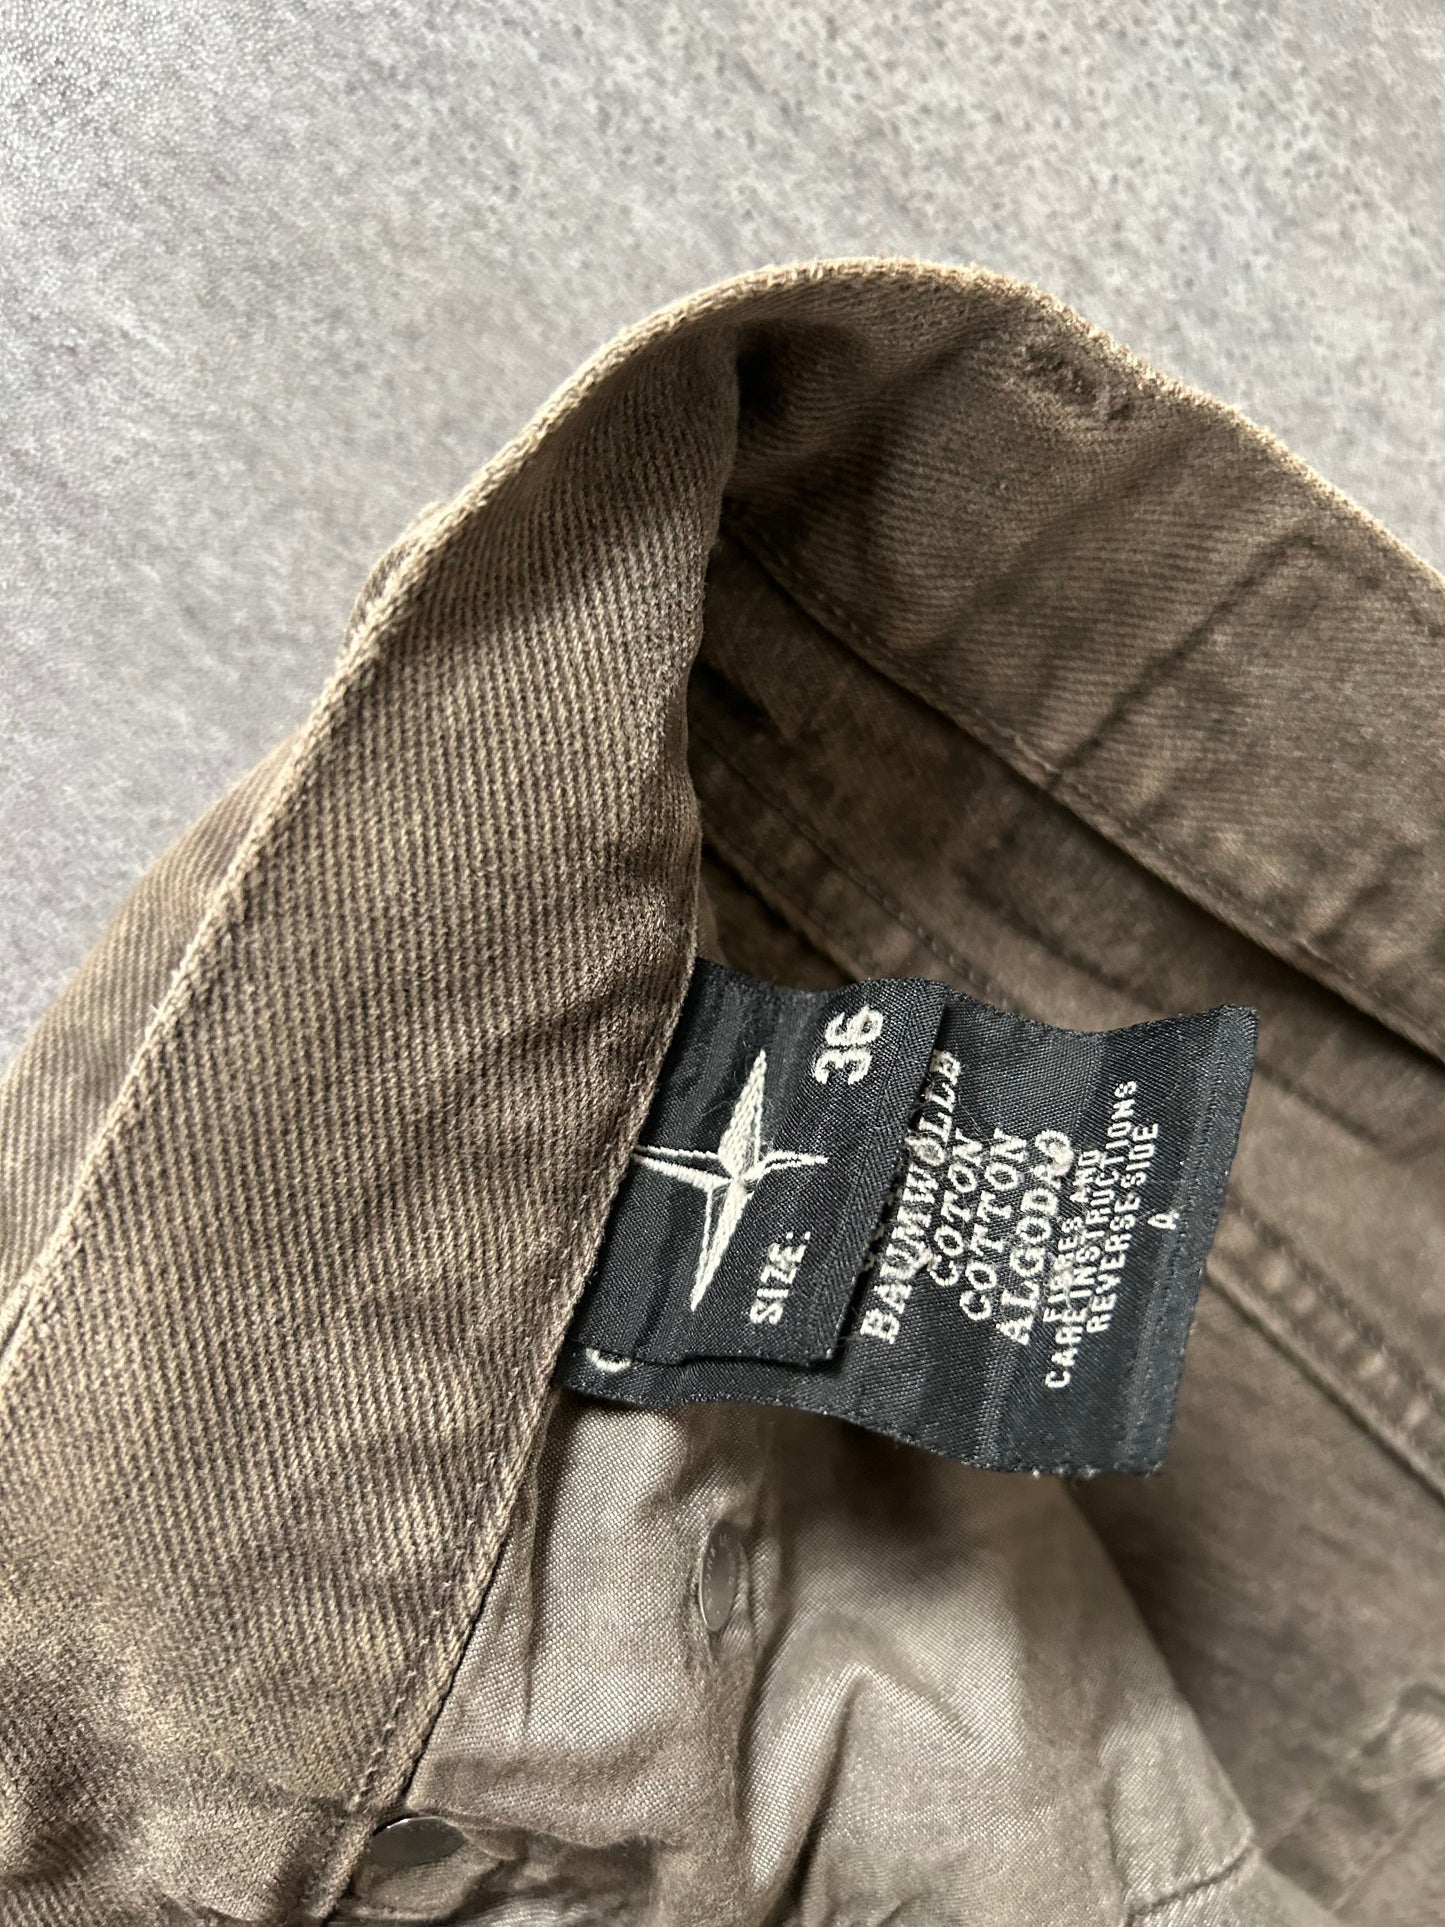 SIZE: 36
BAUMWOLLE
COTON
COTTON
ALGODAO
FIBRES AND
CARE INSTRUCTIONS
REVERSE SIDE
A